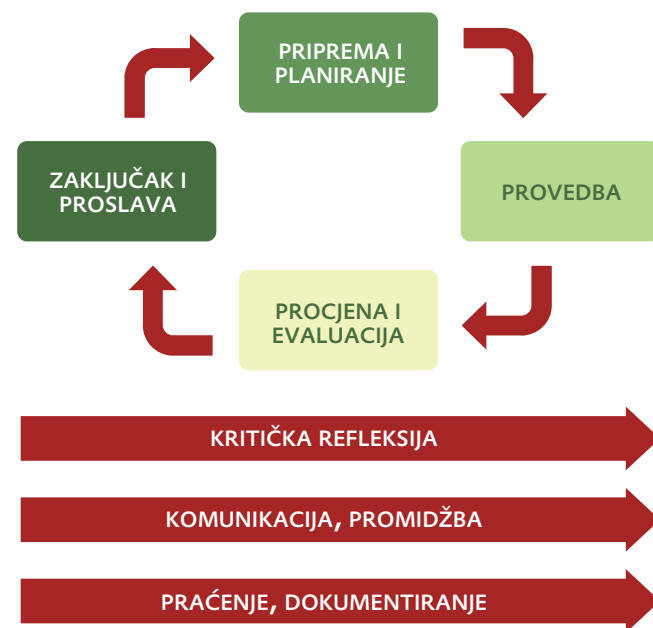 PRIPREMA I
PLANIRANJE
ZAKLJUČAK I
PROSLAVA
PROVEDBA
PROCJENA I
EVALUACIJA
KRITIČKA REFLEKSIJA
KOMUNIKACIJA, PROMIDŽBA
PRAĆENJE, DOKUMENTIRANJE